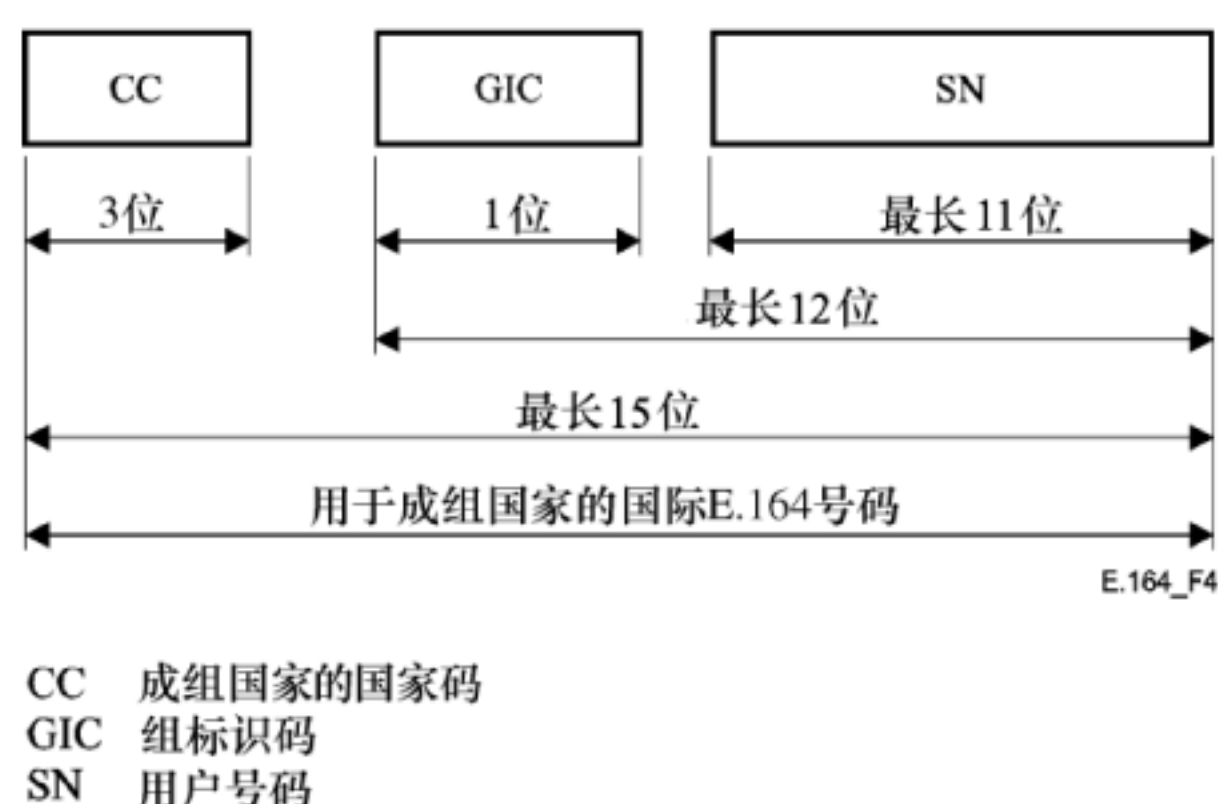 CC GIC SN
3位 1位 最长11位
最长12位
最长15位
用于成组国家的国际E.164号码
E.164_F4
CC 成组国家的国家码
GIC 组标识码
SN 用户号码